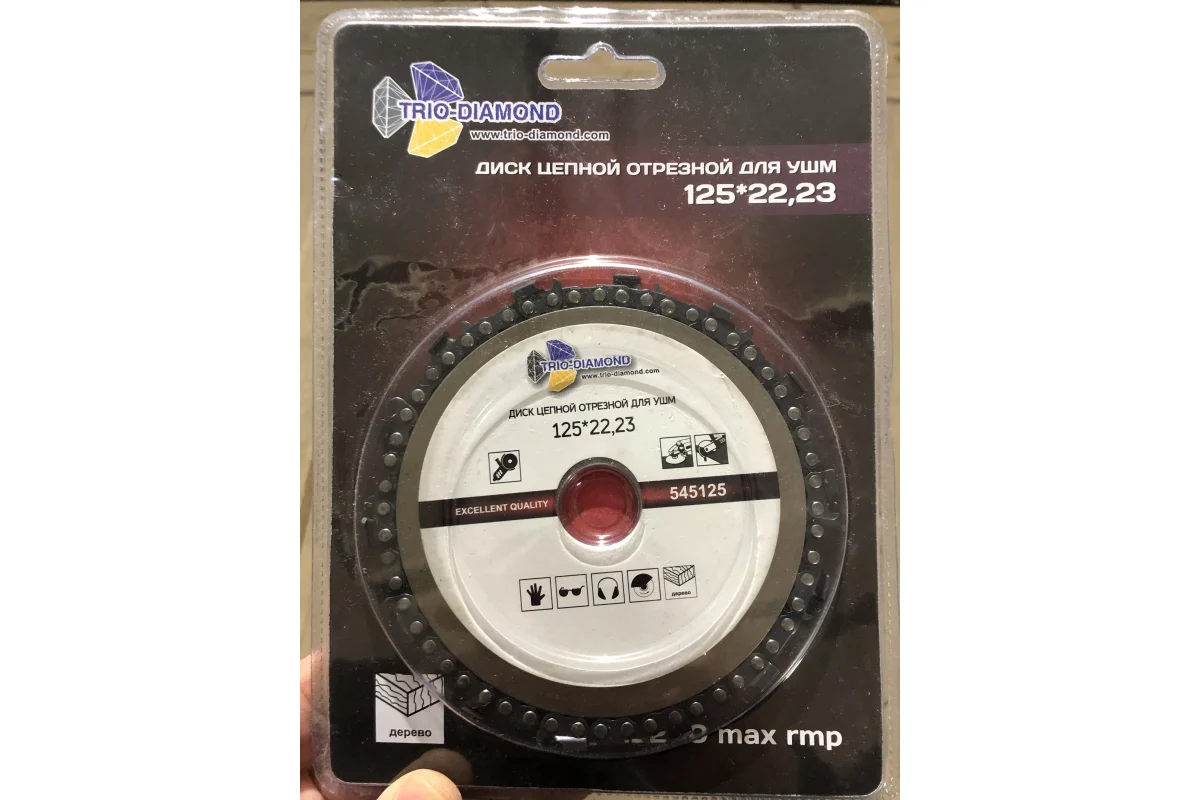 TRIO-DIAMOND
www.trio-diamond.com
ДИСК ЦЕПНОЙ ОТРЕЗНОЙ ДЛЯ УШМ
125*22,23
TRIO-DIAMOND
www.trio-diamond.com
ДИСК ЦЕПНОЙ ОТРЕЗНОЙ ДЛЯ УШМ
125*22,23
EXCELLENT QUALITY
545125
дерево
дерево
max rmp